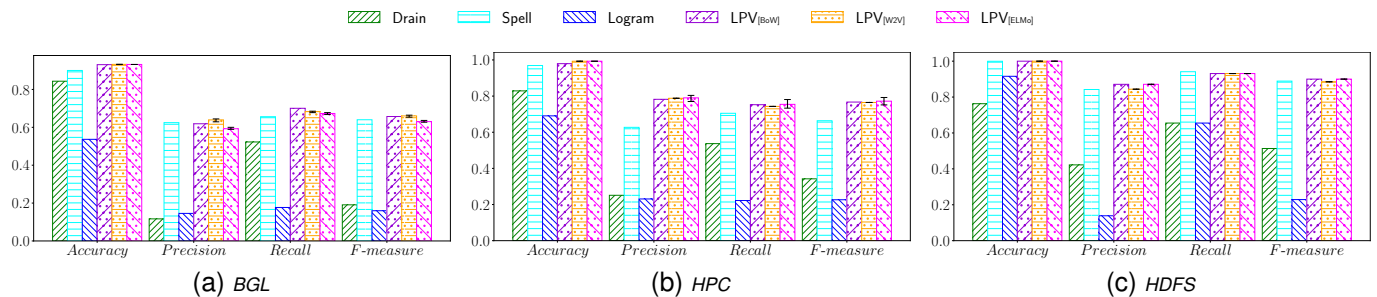 Drain Spell Logram LPV[BoW] LPV[W2V] LPV[ELMo]
0.8
0.6
0.4
0.2
0.0
Accuracy Precision Recall F-measure
(a) BGL
1.0
0.8
0.6
0.4
0.2
0.0
Accuracy Precision Recall F-measure
(b) HPC
1.0
0.8
0.6
0.4
0.2
0.0
Accuracy Precision Recall F-measure
(c) HDFS